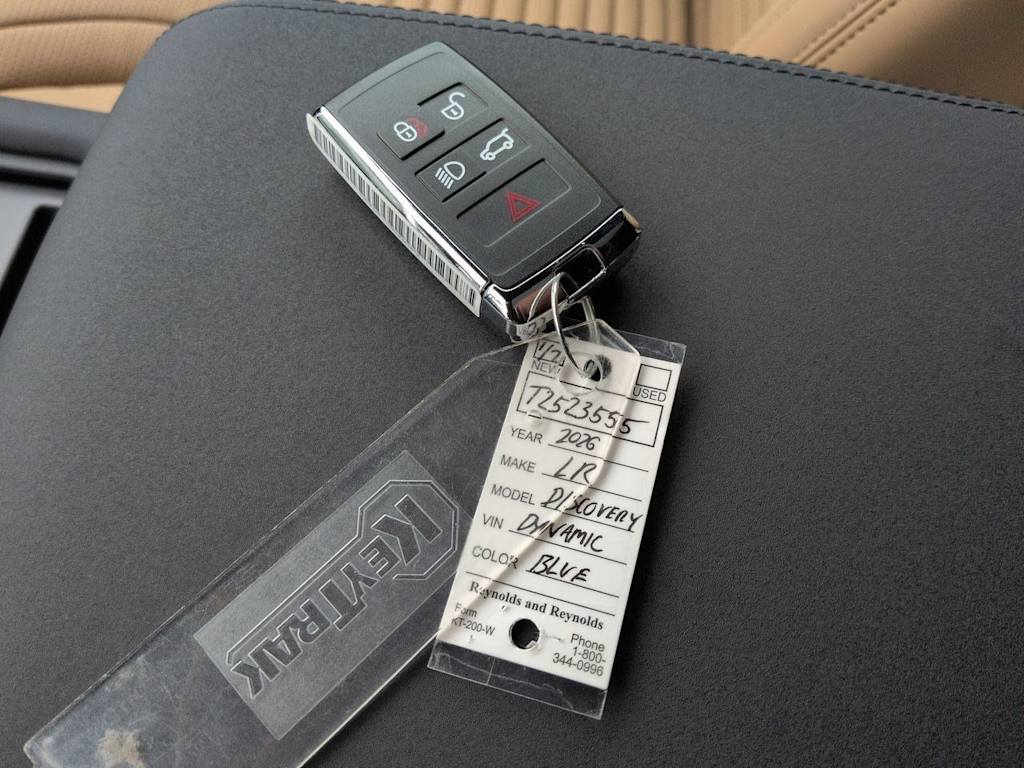 NEW
USED
T2523555
YEAR 2026
MAKE LR
MODEL DISCOVERY
VIN DYNAMIC
COLOR BLUE
Reynolds and Reynolds
Form
KT-200-W
Phone
1-800-
344-0996
KEYTRAK